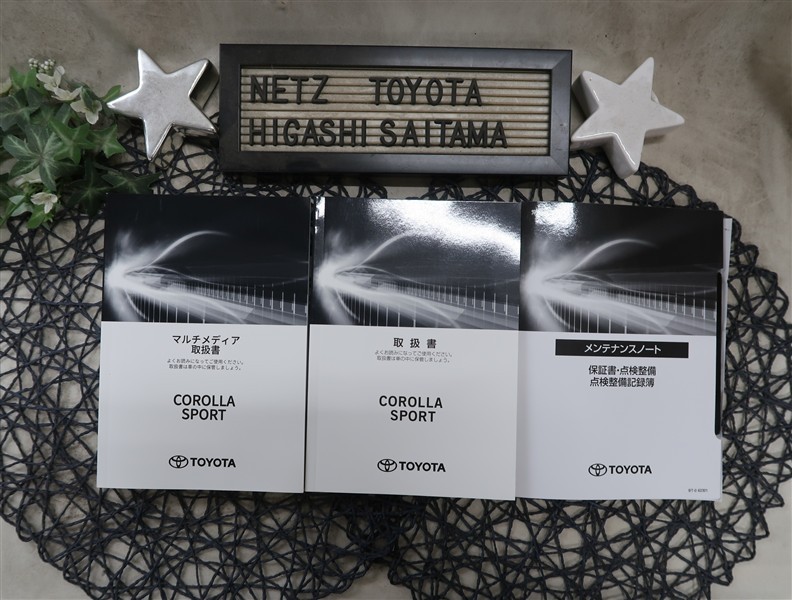 NETZ TOYOTA
HIGASHI SAITAMA
マルチメディア
取扱書
よくお読みになってご使用ください。
取扱書は車の中に保管しましょう。
COROLLA
SPORT
TOYOTA
取扱書
よくお読みになってご使用ください。
取扱書は車の中に保管しましょう。
COROLLA
SPORT
TOYOTA
メンテナンスノート
保証書・点検整備
点検整備記録簿
TOYOTA